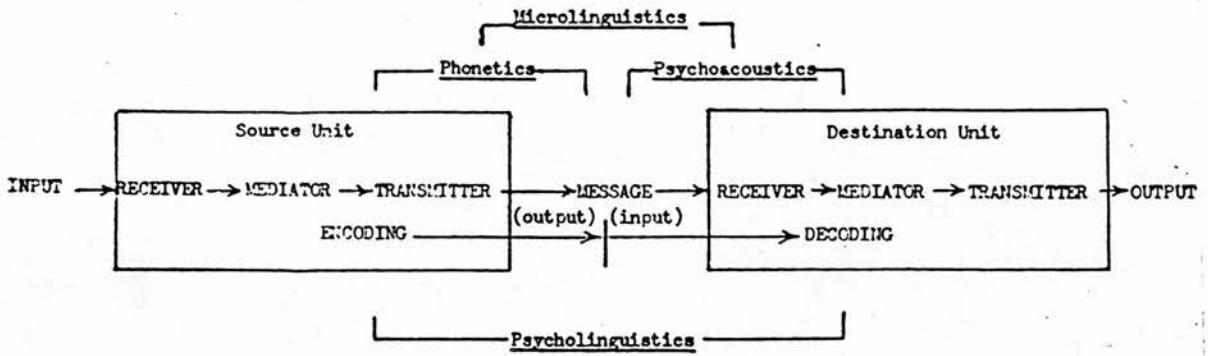 Microlinguistics
Phonetics Psychoacoustics
Source Unit Destination Unit
INPUT RECEIVER MEDIATOR TRANSMITTER MESSAGE RECEIVER MEDIATOR TRANSMITTER OUTPUT
(output) (input)
ENCODING DECODING
Psycholinguistics